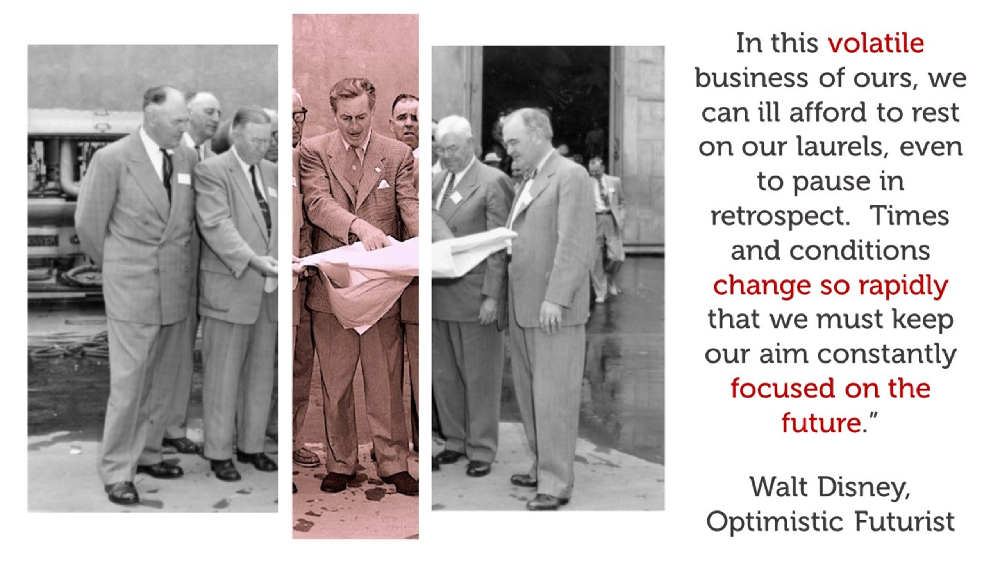 In this volatile
business of ours, we
can ill afford to rest
on our laurels, even
to pause in
retrospect.  Times
and conditions
change so rapidly
that we must keep
our aim constantly
focused on the
future.”
Walt Disney,
Optimistic Futurist